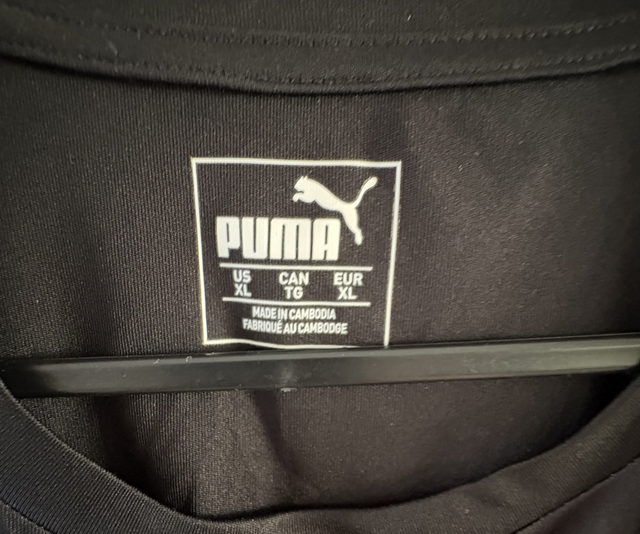 PUMA
US CAN EUR
XL TG XL
MADE IN CAMBODIA
FABRIQUÉ AU CAMBODGE